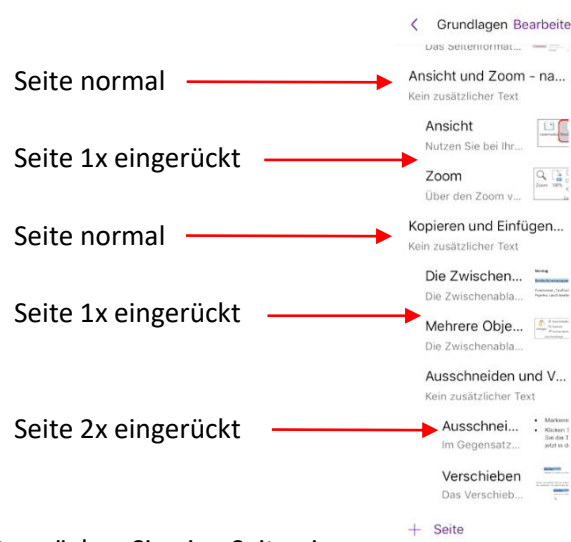 < Grundlagen Bearbeite
Das Seitenformat...
Seite normal
Ansicht und Zoom - na...
Kein zusätzlicher Text
Ansicht
Nutzen Sie bei Ihr...
Seite 1x eingerückt
Zoom
Über den Zoom v...
Seite normal
Kopieren und Einfügen...
Kein zusätzlicher Text
Die Zwischen...
Die Zwischenabla...
Seite 1x eingerückt
Mehrere Obje...
Die Zwischenabla...
Ausschneiden und V...
Kein zusätzlicher Text
Seite 2x eingerückt
Ausschnei...
Im Gegensatz...
Verschieben
Das Verschieb...
+ Seite
Sie eine Seite